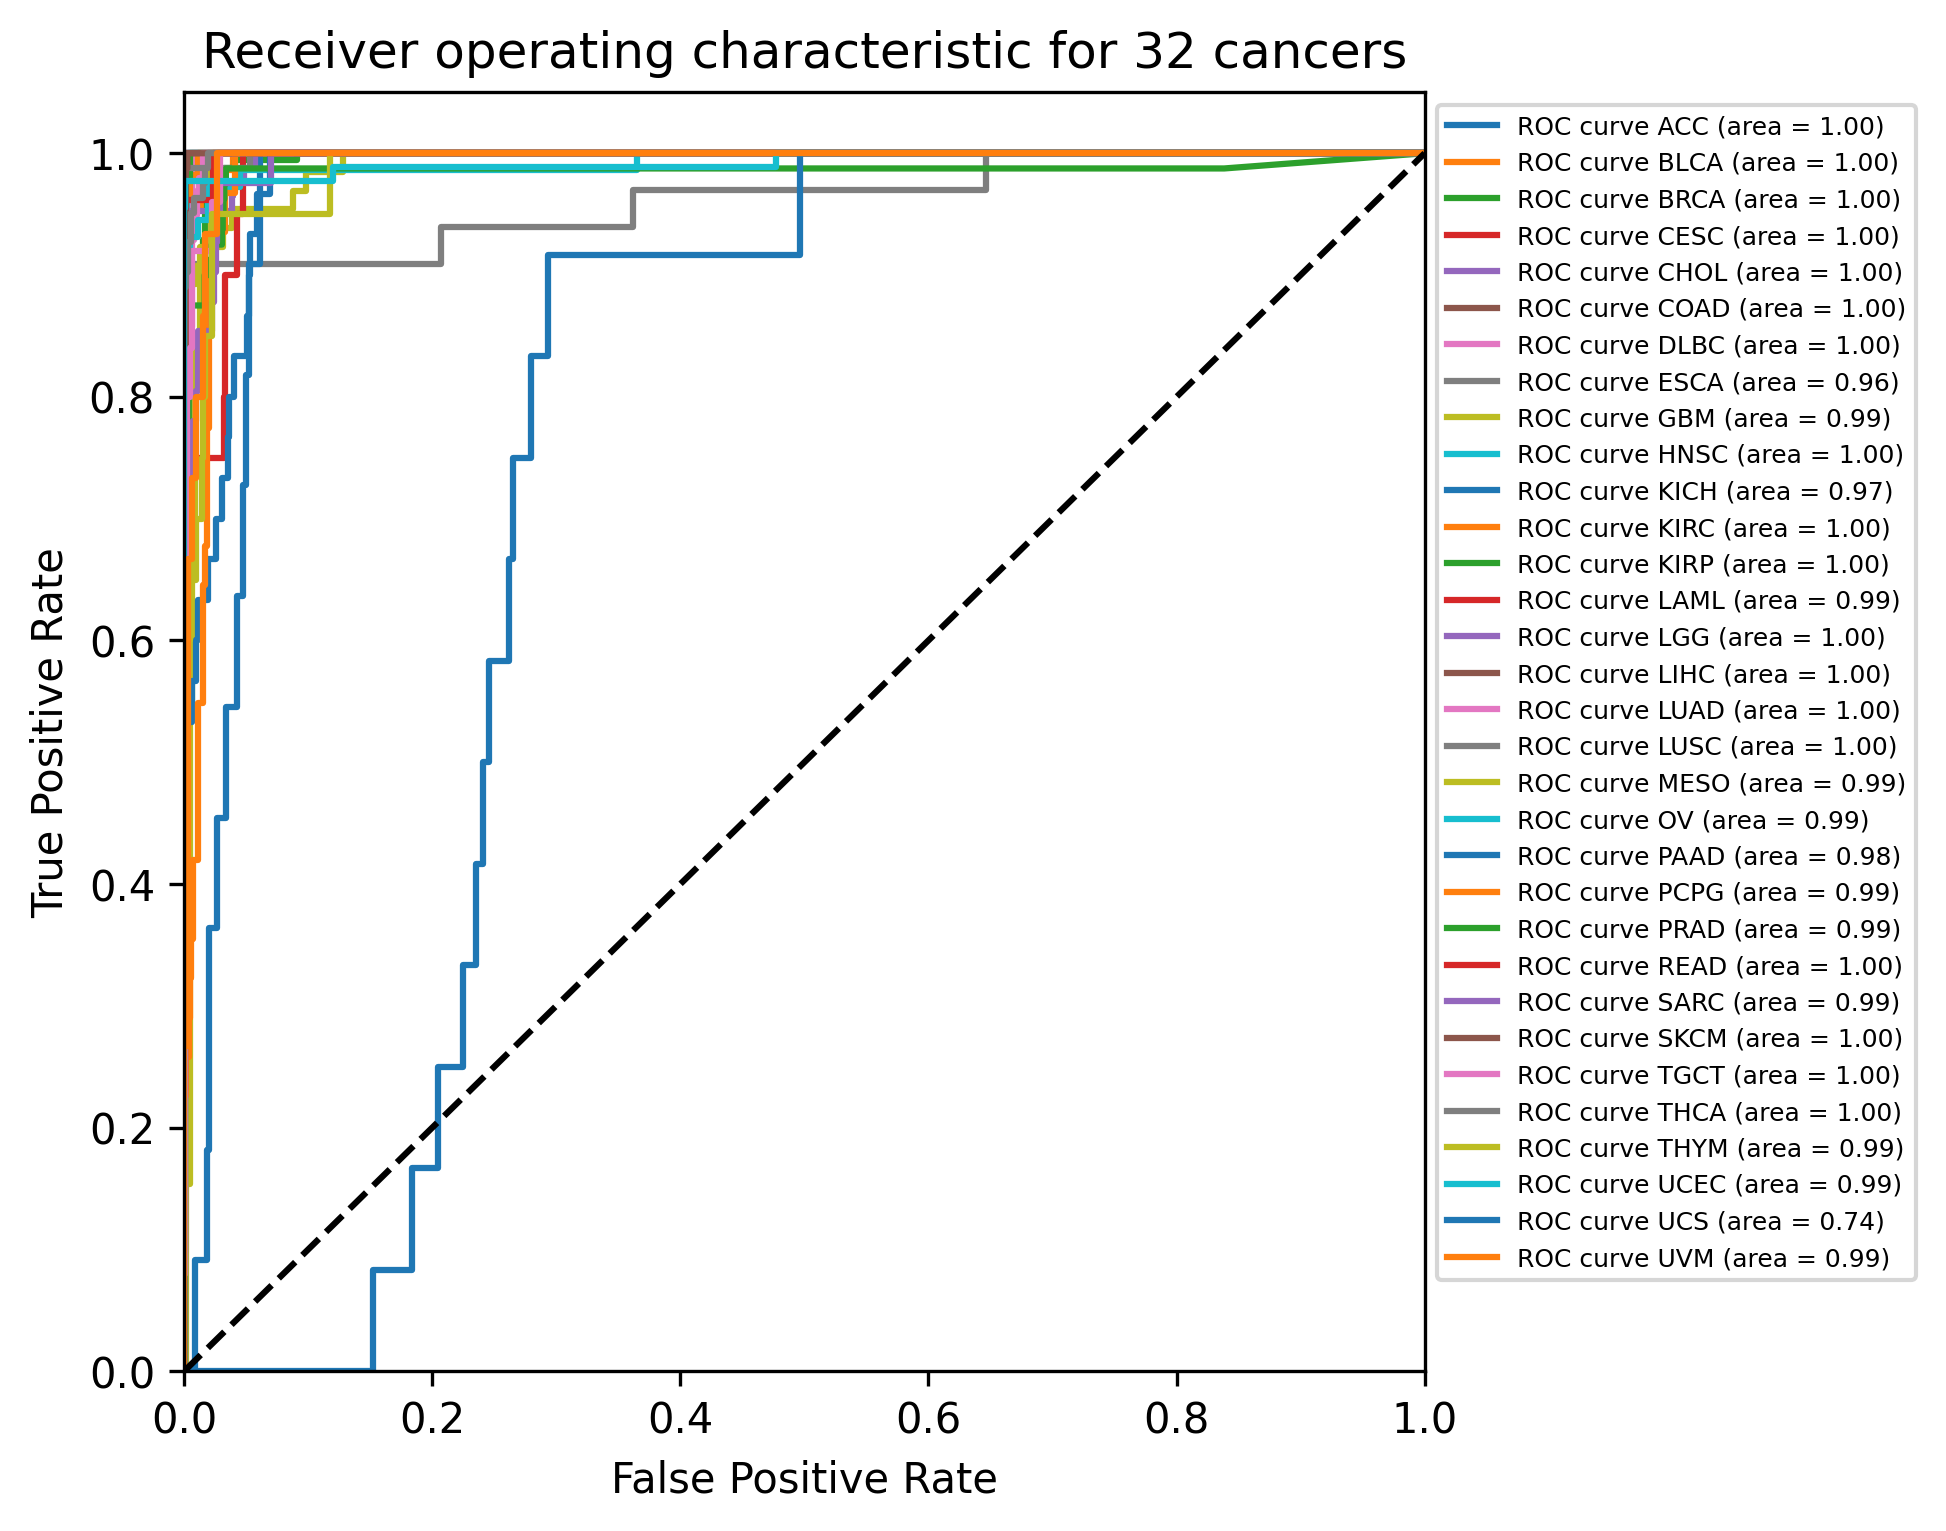 Receiver operating characteristic for 32 cancers
True Positive Rate
1.0
0.8
0.6
0.4
0.2
0.0
0.0 0.2 0.4 0.6 0.8 1.0
False Positive Rate
ROC curve ACC (area = 1.00)
ROC curve BLCA (area = 1.00)
ROC curve BRCA (area = 1.00)
ROC curve CESC (area = 1.00)
ROC curve CHOL (area = 1.00)
ROC curve COAD (area = 1.00)
ROC curve DLBC (area = 1.00)
ROC curve ESCA (area = 0.96)
ROC curve GBM (area = 0.99)
ROC curve HNSC (area = 1.00)
ROC curve KICH (area = 0.97)
ROC curve KIRC (area = 1.00)
ROC curve KIRP (area = 1.00)
ROC curve LAML (area = 0.99)
ROC curve LGG (area = 1.00)
ROC curve LIHC (area = 1.00)
ROC curve LUAD (area = 1.00)
ROC curve LUSC (area = 1.00)
ROC curve MESO (area = 0.99)
ROC curve OV (area = 0.99)
ROC curve PAAD (area = 0.98)
ROC curve PCPG (area = 0.99)
ROC curve PRAD (area = 0.99)
ROC curve READ (area = 1.00)
ROC curve SARC (area = 0.99)
ROC curve SKCM (area = 1.00)
ROC curve TGCT (area = 1.00)
ROC curve THCA (area = 1.00)
ROC curve THYM (area = 0.99)
ROC curve UCEC (area = 0.99)
ROC curve UCS (area = 0.74)
ROC curve UVM (area = 0.99)